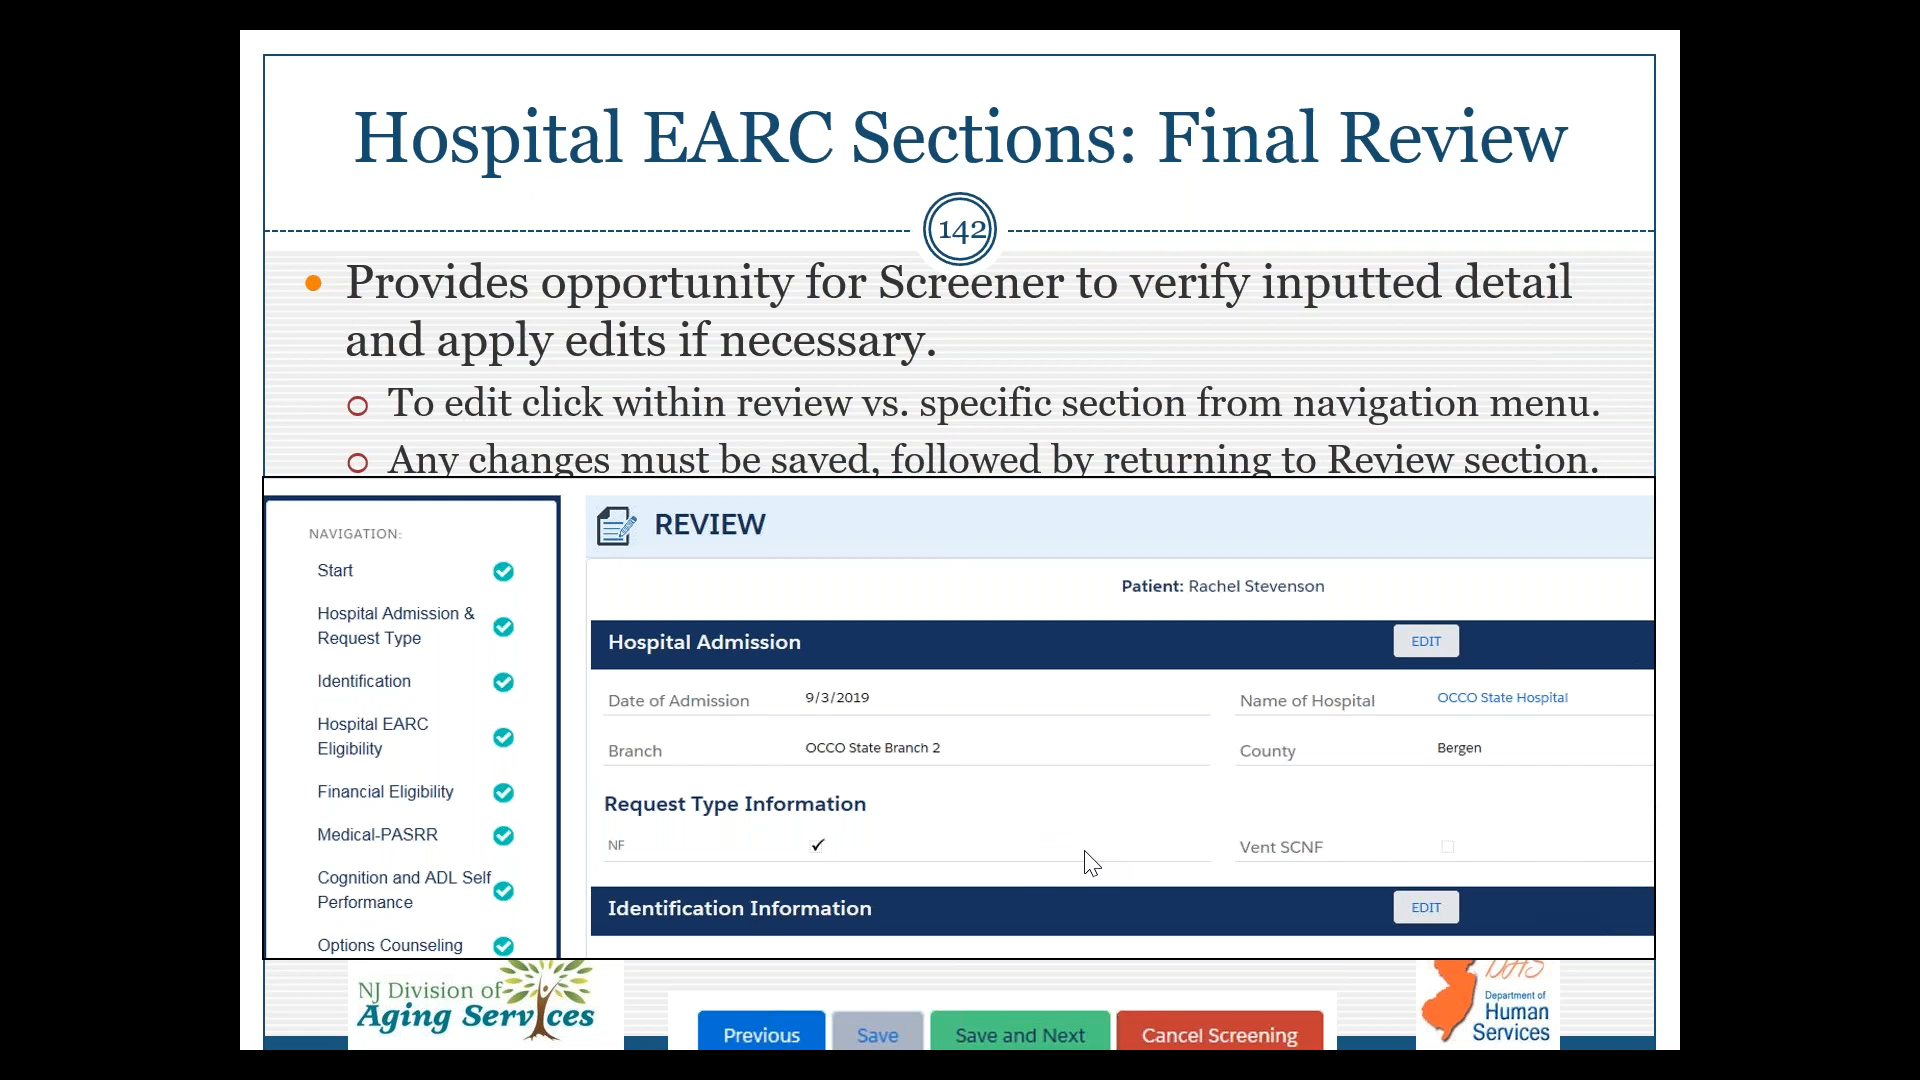 Hospital EARC Sections: Final Review
142
Provides opportunity for Screener to verify inputted detail
and apply edits if necessary.
To edit click within review vs. specific section from navigation menu.
Any changes must be saved, followed by returning to Review section.
NAVIGATION:
Start
Hospital Admission &
Request Type
Identification
Hospital EARC
Eligibility
Financial Eligibility
Medical-PASRR
Cognition and ADL Self
Performance
Options Counseling
REVIEW
Patient: Rachel Stevenson
Hospital Admission EDIT
Date of Admission 9/3/2019 Name of Hospital OCCO State Hospital
Branch OCCO State Branch 2 County Bergen
Request Type Information
NF Vent SCNF
Identification Information EDIT
NJ Division of
Aging Services
Previous Save Save and Next Cancel Screening
DHS
Department of
Human
Services